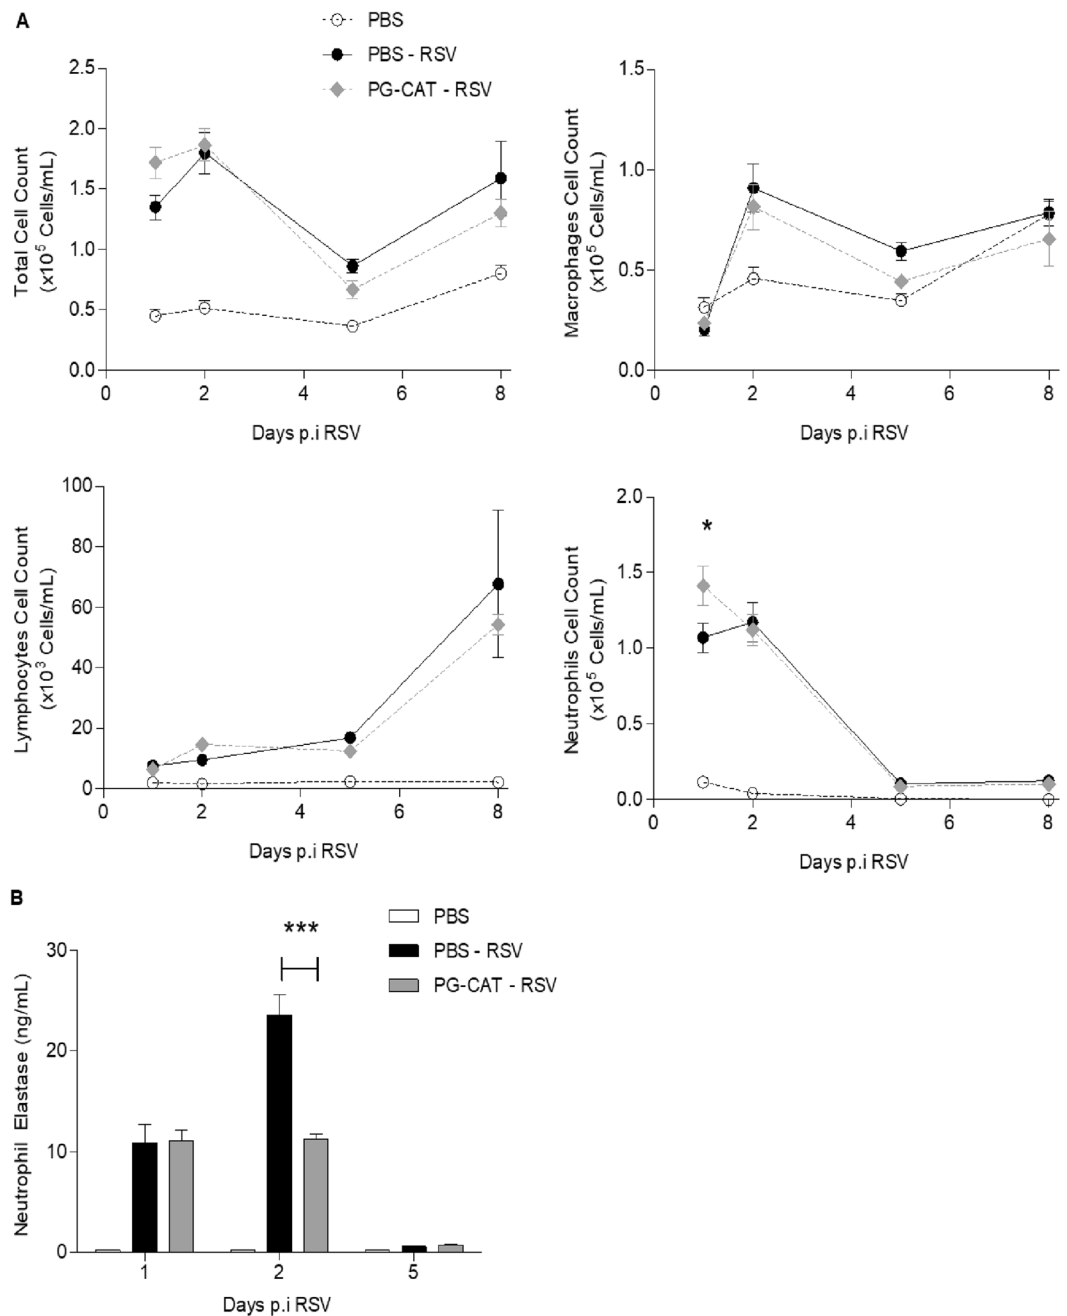 A
PBS
PBS - RSV
PG-CAT - RSV
Total Cell Count
(x10⁵ Cells/mL)
2.5
2.0
1.5
1.0
0.5
0.0
0 2 4 6 8
Days p.i RSV
Macrophages Cell Count
(x10⁵ Cells/mL)
1.5
1.0
0.5
0.0
0 2 4 6 8
Days p.i RSV
Lymphocytes Cell Count
(x10³ Cells/mL)
100
80
60
40
20
0
0 2 4 6 8
Days p.i RSV
Neutrophils Cell Count
(x10⁵ Cells/mL)
2.0
1.5
1.0
0.5
0.0
*
0 2 4 6 8
Days p.i RSV
B
PBS
PBS - RSV
PG-CAT - RSV
***
Neutrophil Elastase (ng/mL)
30
20
10
0
1 2 5
Days p.i RSV